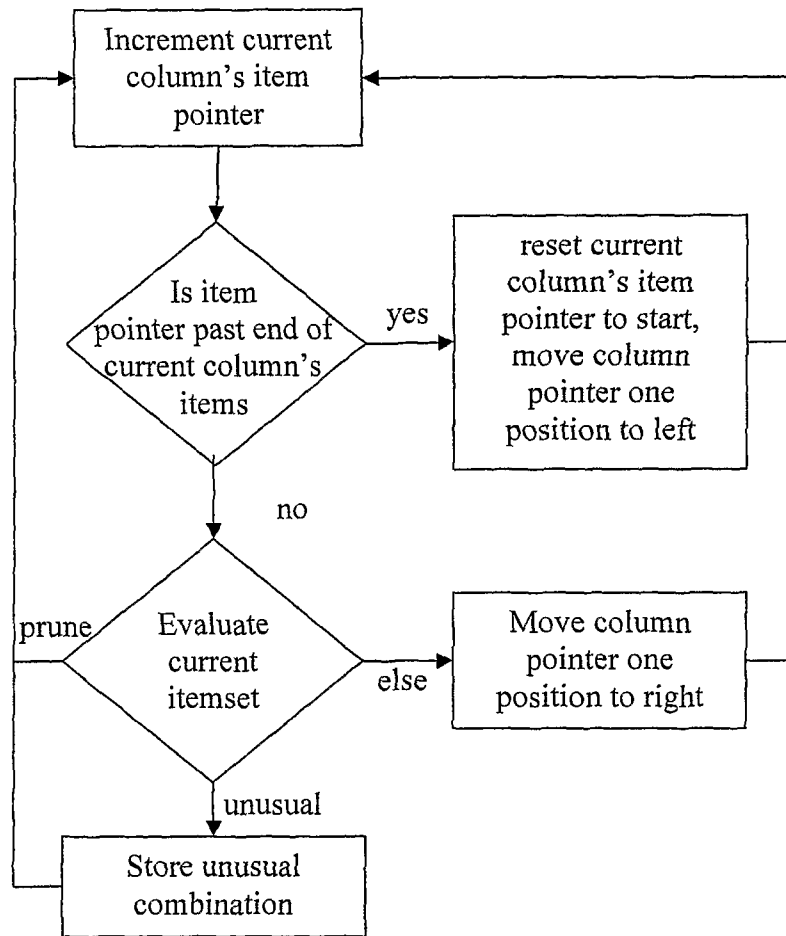 Increment current
column's item
pointer
Is item
pointer past end of
current column's
items
yes
reset current
column's item
pointer to start,
move column
pointer one
position to left
no
prune
Evaluate
current
itemset
else
Move column
pointer one
position to right
unusual
Store unusual
combination